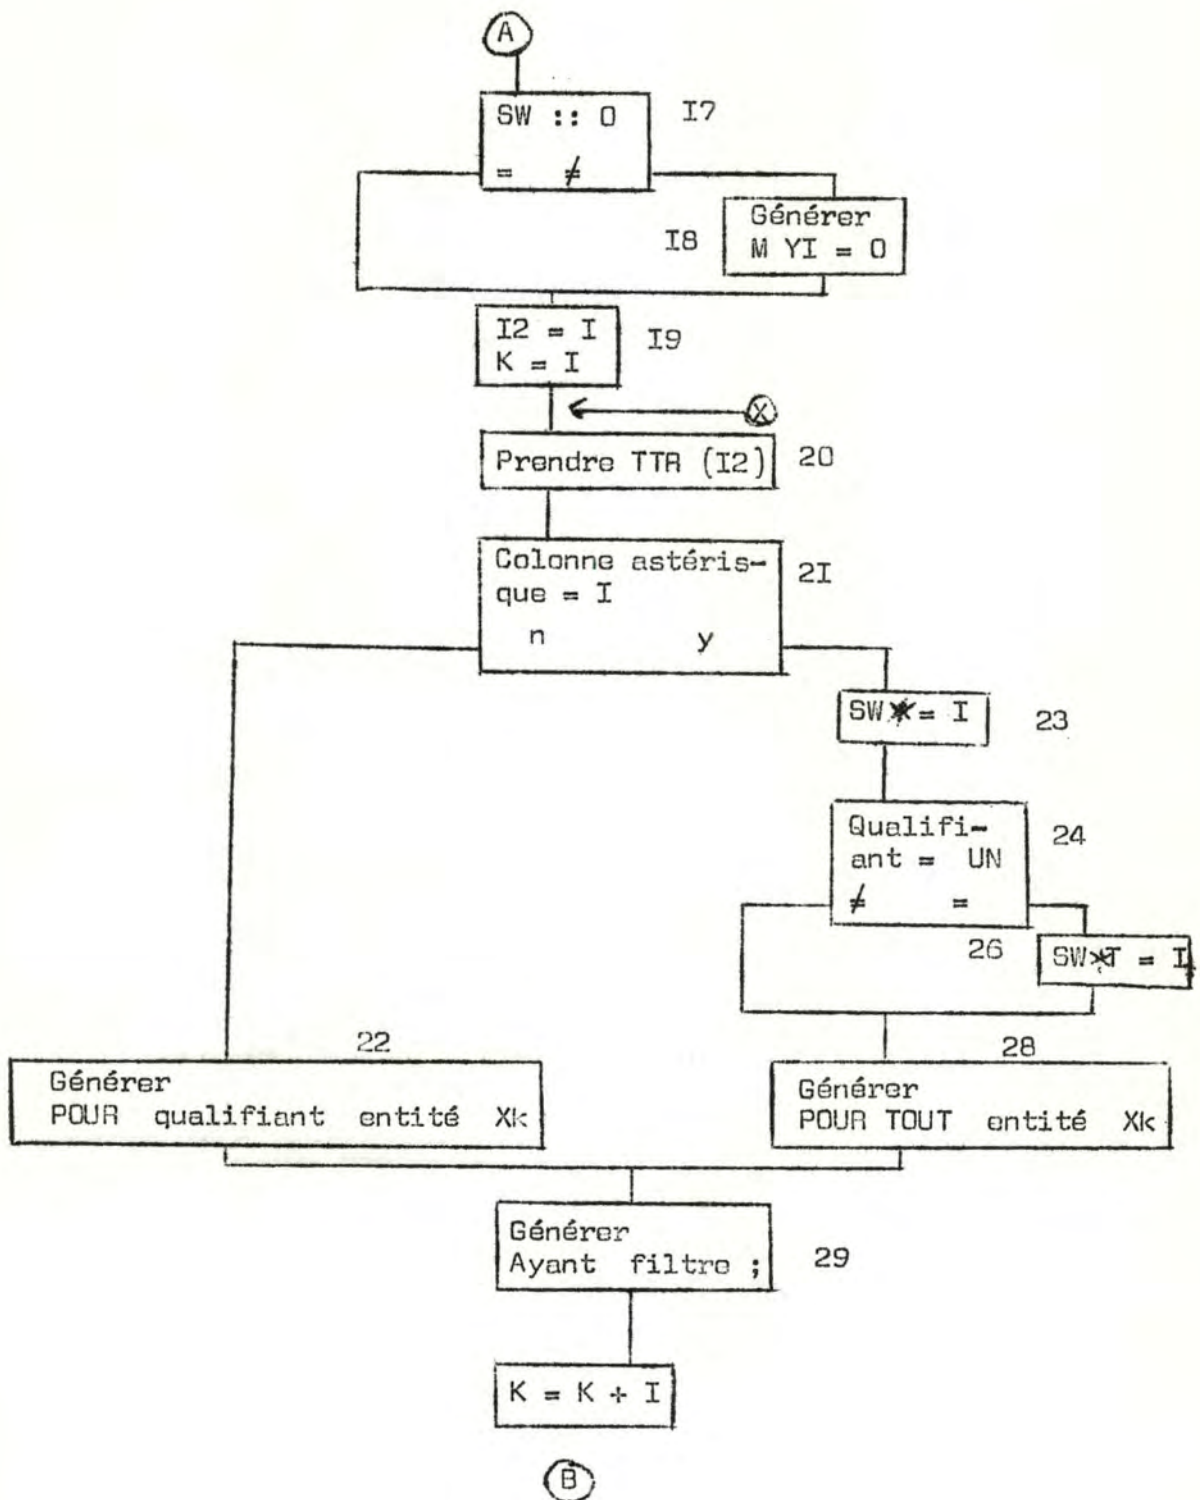 A
SW :: 0 I7
= ≠
Générer
M YI = 0
I8
I2 = I
K = I
I9
X
Prendre TTR (I2) 20
Colonne astéris-
que = I
2I
n y
SW* = I 23
Qualifi-
ant = UN
24
≠ =
26 SW*T = I
22
Générer
POUR qualifiant entité Xk
28
Générer
POUR TOUT entité Xk
Générer
Ayant filtre ;
29
K = K + I
B